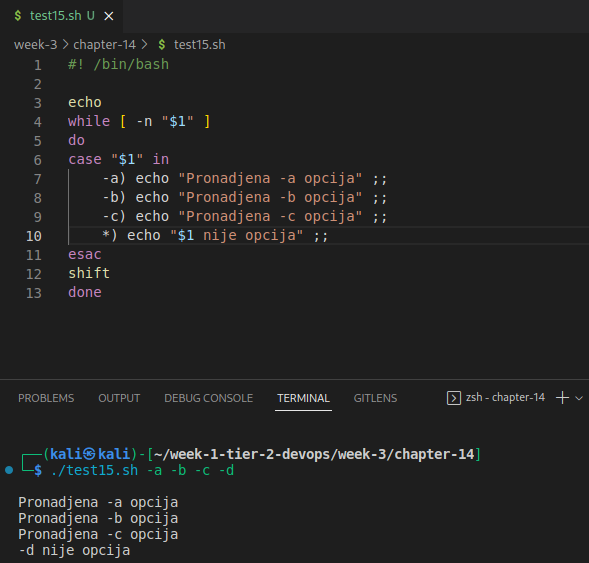 $ test15.sh U ×
week-3 > chapter-14 > $ test15.sh
1 #! /bin/bash
2
3 echo
4 while [ -n "$1" ]
5 do
6 case "$1" in
7     -a) echo "Pronadjena -a opcija" ;;
8     -b) echo "Pronadjena -b opcija" ;;
9     -c) echo "Pronadjena -c opcija" ;;
10     *) echo "$1 nije opcija" ;;
11 esac
12 shift
13 done
PROBLEMS OUTPUT DEBUG CONSOLE TERMINAL GITLENS zsh - chapter-14
┌──(kali㉿kali)-[~/week-1-tier-2-devops/week-3/chapter-14]
└─$ ./test15.sh -a -b -c -d
Pronadjena -a opcija
Pronadjena -b opcija
Pronadjena -c opcija
-d nije opcija